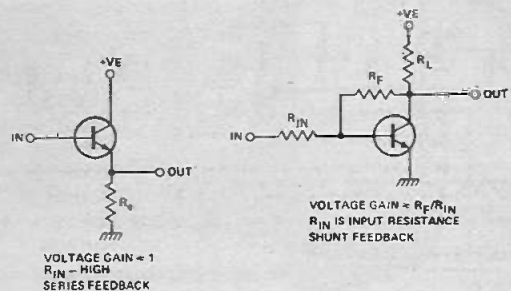 +VE
IN
OUT
Re
VOLTAGE GAIN ≈ 1
RIN – HIGH
SERIES FEEDBACK
+VE
RL
RF
OUT
RIN
IN
VOLTAGE GAIN ≈ RF/RIN
RIN IS INPUT RESISTANCE
SHUNT FEEDBACK